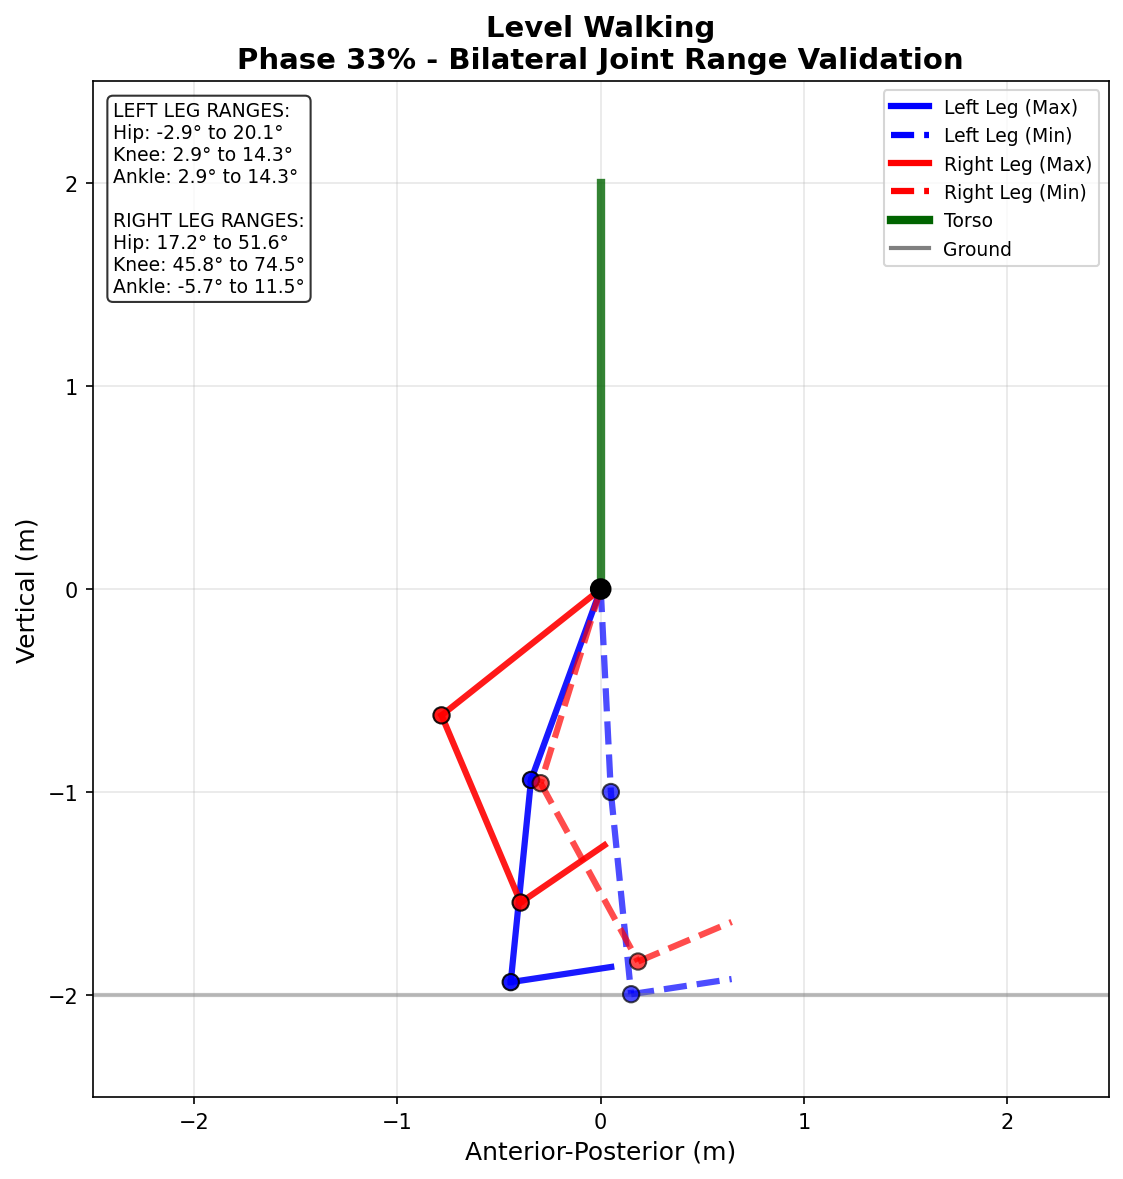 Level Walking
Phase 33% - Bilateral Joint Range Validation
LEFT LEG RANGES:
Hip: -2.9° to 20.1°
Knee: 2.9° to 14.3°
Ankle: 2.9° to 14.3°
RIGHT LEG RANGES:
Hip: 17.2° to 51.6°
Knee: 45.8° to 74.5°
Ankle: -5.7° to 11.5°
Left Leg (Max)
Left Leg (Min)
Right Leg (Max)
Right Leg (Min)
Torso
Ground
Vertical (m)
2
1
0
−1
−2
−2
−1
0
1
2
Anterior-Posterior (m)